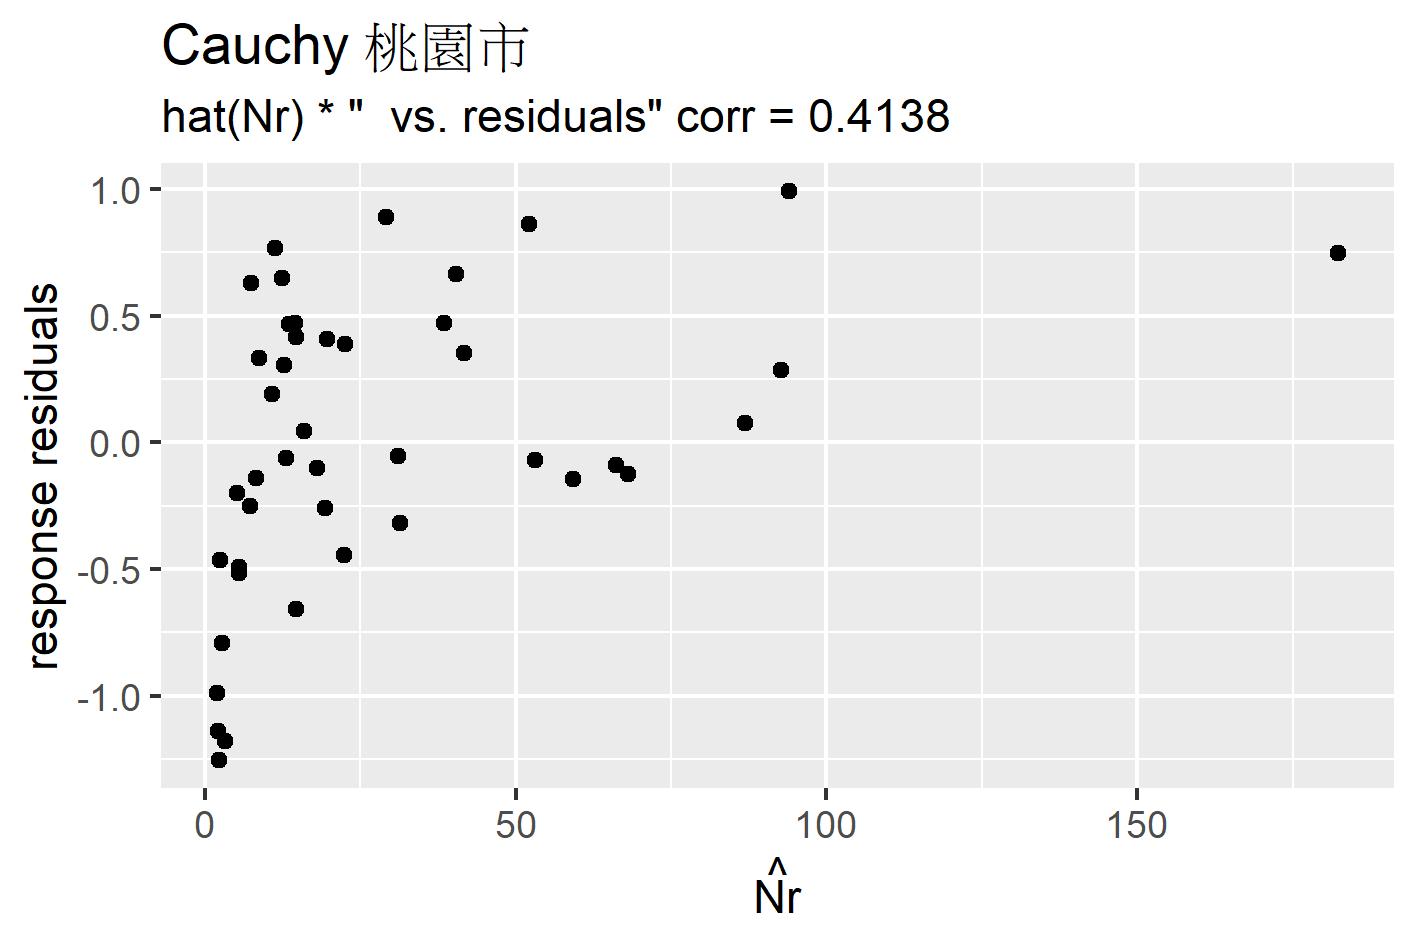 Cauchy 桃園市
hat(Nr) * "  vs. residuals" corr = 0.4138
response residuals
1.0
0.5
0.0
-0.5
-1.0
0
50
100
150
N̂r